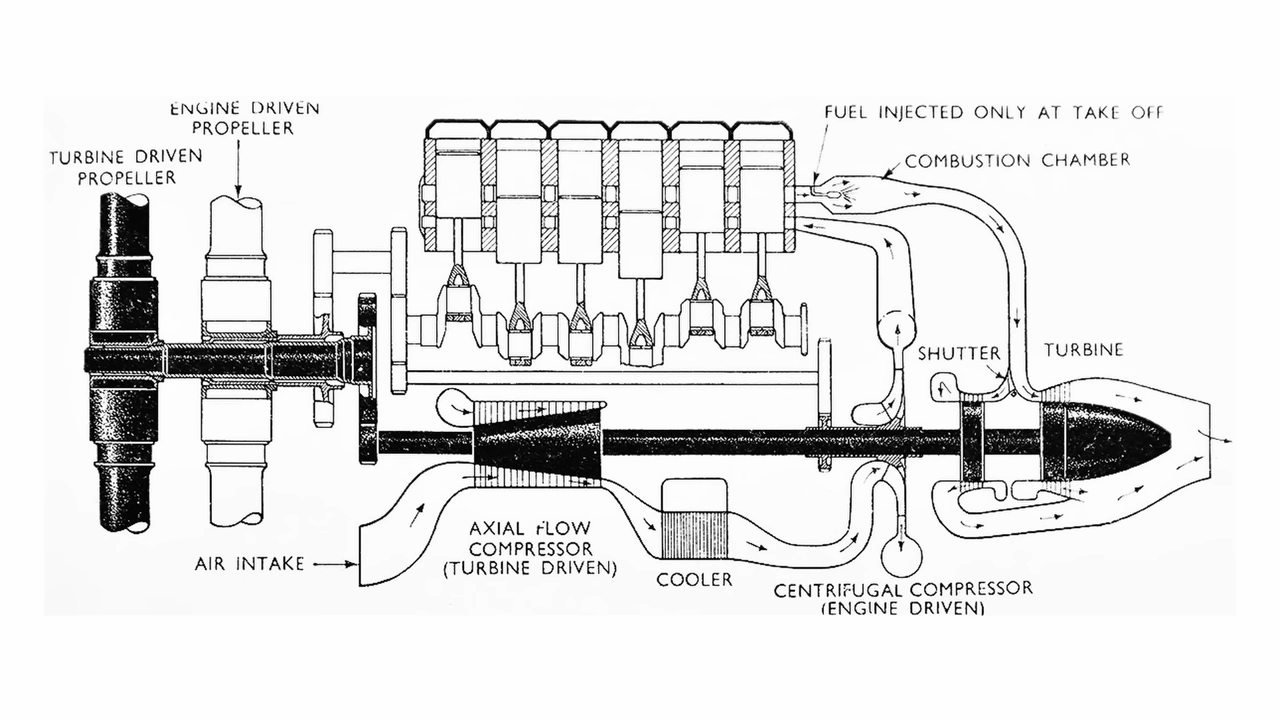 ENGINE DRIVEN
PROPELLER
TURBINE DRIVEN
PROPELLER
FUEL INJECTED ONLY AT TAKE OFF
COMBUSTION CHAMBER
SHUTTER
TURBINE
AXIAL FLOW
COMPRESSOR
(TURBINE DRIVEN)
AIR INTAKE
COOLER
CENTRIFUGAL COMPRESSOR
(ENGINE DRIVEN)